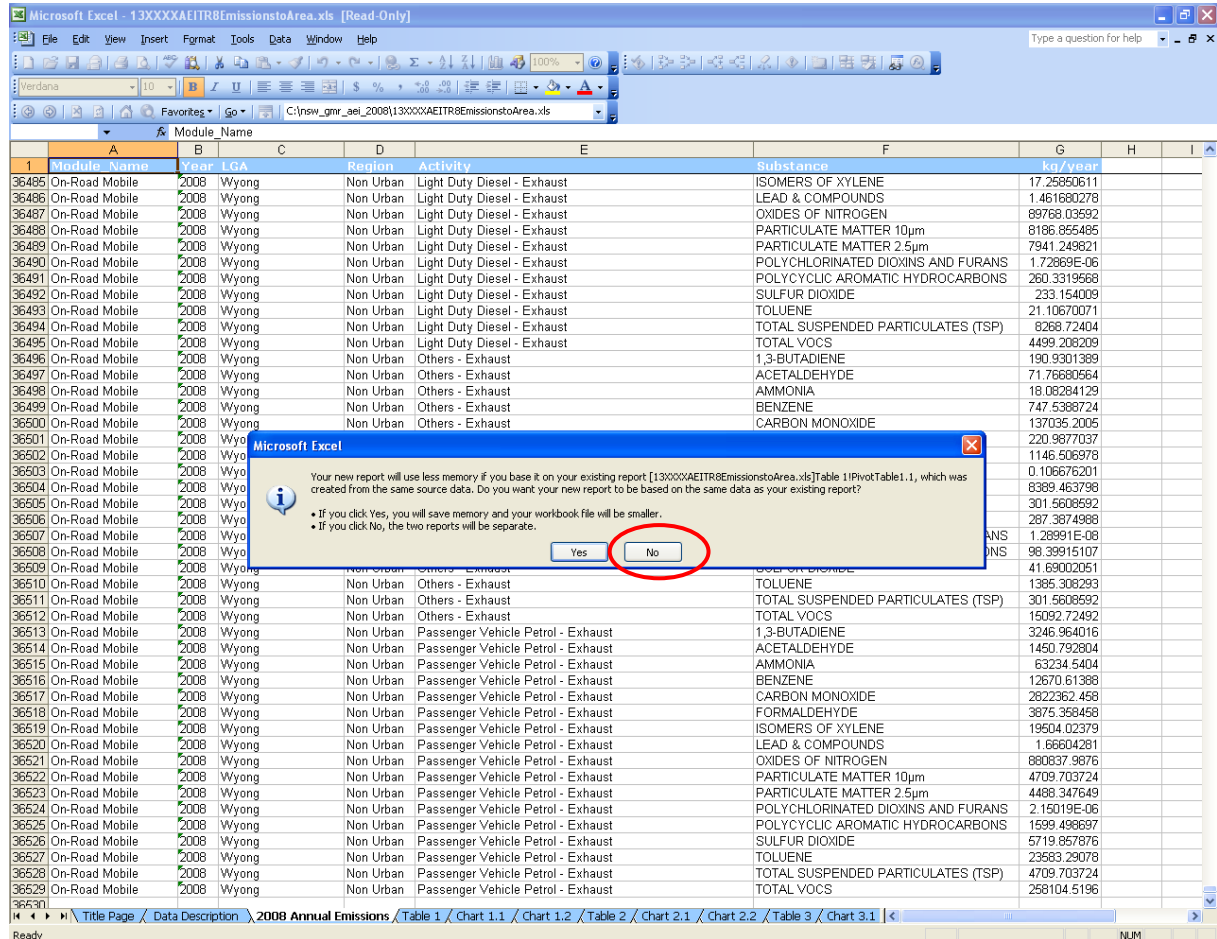 Microsoft Excel - 13XXXXAEITR8EmissionstoArea.xls [Read-Only]
File Edit View Insert Format Tools Data Window Help Type a question for help
100%
Verdana 10 B I U $ % ,
Favorites Go C:\nsw_gmr_aei_2008\13XXXXAEITR8EmissionstoArea.xls
fx Module_Name
A B C D E F G H I
1 Module_Name Year LGA Region Activity Substance kg/year
36485 On-Road Mobile 2008 Wyong Non Urban Light Duty Diesel - Exhaust ISOMERS OF XYLENE 17.25850611
36486 On-Road Mobile 2008 Wyong Non Urban Light Duty Diesel - Exhaust LEAD & COMPOUNDS 1.461680278
36487 On-Road Mobile 2008 Wyong Non Urban Light Duty Diesel - Exhaust OXIDES OF NITROGEN 89768.03592
36488 On-Road Mobile 2008 Wyong Non Urban Light Duty Diesel - Exhaust PARTICULATE MATTER 10µm 8186.855485
36489 On-Road Mobile 2008 Wyong Non Urban Light Duty Diesel - Exhaust PARTICULATE MATTER 2.5µm 7941.249821
36490 On-Road Mobile 2008 Wyong Non Urban Light Duty Diesel - Exhaust POLYCHLORINATED DIOXINS AND FURANS 1.72869E-06
36491 On-Road Mobile 2008 Wyong Non Urban Light Duty Diesel - Exhaust POLYCYCLIC AROMATIC HYDROCARBONS 260.3319568
36492 On-Road Mobile 2008 Wyong Non Urban Light Duty Diesel - Exhaust SULFUR DIOXIDE 233.154009
36493 On-Road Mobile 2008 Wyong Non Urban Light Duty Diesel - Exhaust TOLUENE 21.10670071
36494 On-Road Mobile 2008 Wyong Non Urban Light Duty Diesel - Exhaust TOTAL SUSPENDED PARTICULATES (TSP) 8268.72404
36495 On-Road Mobile 2008 Wyong Non Urban Light Duty Diesel - Exhaust TOTAL VOCS 4499.208209
36496 On-Road Mobile 2008 Wyong Non Urban Others - Exhaust 1,3-BUTADIENE 190.9301389
36497 On-Road Mobile 2008 Wyong Non Urban Others - Exhaust ACETALDEHYDE 71.76680564
36498 On-Road Mobile 2008 Wyong Non Urban Others - Exhaust AMMONIA 18.08284129
36499 On-Road Mobile 2008 Wyong Non Urban Others - Exhaust BENZENE 747.5388724
36500 On-Road Mobile 2008 Wyong Non Urban Others - Exhaust CARBON MONOXIDE 137035.2005
36501 On-Road Mobile 2008 Wyo 220.9877037
36502 On-Road Mobile 2008 Wyo 1146.506978
36503 On-Road Mobile 2008 Wyo 0.106676201
36504 On-Road Mobile 2008 Wyo 8389.463798
36505 On-Road Mobile 2008 Wyo 301.5608592
36506 On-Road Mobile 2008 Wyo 287.3874988
36507 On-Road Mobile 2008 Wyo ANS 1.28991E-08
36508 On-Road Mobile 2008 Wyo ONS 98.39915107
Microsoft Excel
Your new report will use less memory if you base it on your existing report [13XXXXAEITR8EmissionstoArea.xls]Table 1!PivotTable1.1, which was
created from the same source data. Do you want your new report to be based on the same data as your existing report?
• If you click Yes, you will save memory and your workbook file will be smaller.
• If you click No, the two reports will be separate.
Yes No
36509 On-Road Mobile 2008 Wyong Non Urban Others - Exhaust SULFUR DIOXIDE 41.69002051
36510 On-Road Mobile 2008 Wyong Non Urban Others - Exhaust TOLUENE 1385.308293
36511 On-Road Mobile 2008 Wyong Non Urban Others - Exhaust TOTAL SUSPENDED PARTICULATES (TSP) 301.5608592
36512 On-Road Mobile 2008 Wyong Non Urban Others - Exhaust TOTAL VOCS 15092.72492
36513 On-Road Mobile 2008 Wyong Non Urban Passenger Vehicle Petrol - Exhaust 1,3-BUTADIENE 3246.964016
36514 On-Road Mobile 2008 Wyong Non Urban Passenger Vehicle Petrol - Exhaust ACETALDEHYDE 1450.792804
36515 On-Road Mobile 2008 Wyong Non Urban Passenger Vehicle Petrol - Exhaust AMMONIA 63234.5404
36516 On-Road Mobile 2008 Wyong Non Urban Passenger Vehicle Petrol - Exhaust BENZENE 12670.61388
36517 On-Road Mobile 2008 Wyong Non Urban Passenger Vehicle Petrol - Exhaust CARBON MONOXIDE 2822362.458
36518 On-Road Mobile 2008 Wyong Non Urban Passenger Vehicle Petrol - Exhaust FORMALDEHYDE 3875.358458
36519 On-Road Mobile 2008 Wyong Non Urban Passenger Vehicle Petrol - Exhaust ISOMERS OF XYLENE 19504.02379
36520 On-Road Mobile 2008 Wyong Non Urban Passenger Vehicle Petrol - Exhaust LEAD & COMPOUNDS 1.66604281
36521 On-Road Mobile 2008 Wyong Non Urban Passenger Vehicle Petrol - Exhaust OXIDES OF NITROGEN 880837.9876
36522 On-Road Mobile 2008 Wyong Non Urban Passenger Vehicle Petrol - Exhaust PARTICULATE MATTER 10µm 4709.703724
36523 On-Road Mobile 2008 Wyong Non Urban Passenger Vehicle Petrol - Exhaust PARTICULATE MATTER 2.5µm 4488.347649
36524 On-Road Mobile 2008 Wyong Non Urban Passenger Vehicle Petrol - Exhaust POLYCHLORINATED DIOXINS AND FURANS 2.15019E-06
36525 On-Road Mobile 2008 Wyong Non Urban Passenger Vehicle Petrol - Exhaust POLYCYCLIC AROMATIC HYDROCARBONS 1599.498697
36526 On-Road Mobile 2008 Wyong Non Urban Passenger Vehicle Petrol - Exhaust SULFUR DIOXIDE 5719.857876
36527 On-Road Mobile 2008 Wyong Non Urban Passenger Vehicle Petrol - Exhaust TOLUENE 23583.29078
36528 On-Road Mobile 2008 Wyong Non Urban Passenger Vehicle Petrol - Exhaust TOTAL SUSPENDED PARTICULATES (TSP) 4709.703724
36529 On-Road Mobile 2008 Wyong Non Urban Passenger Vehicle Petrol - Exhaust TOTAL VOCS 258104.5196
36530
Title Page Data Description 2008 Annual Emissions Table 1 Chart 1.1 Chart 1.2 Table 2 Chart 2.1 Chart 2.2 Table 3 Chart 3.1
Ready NUM